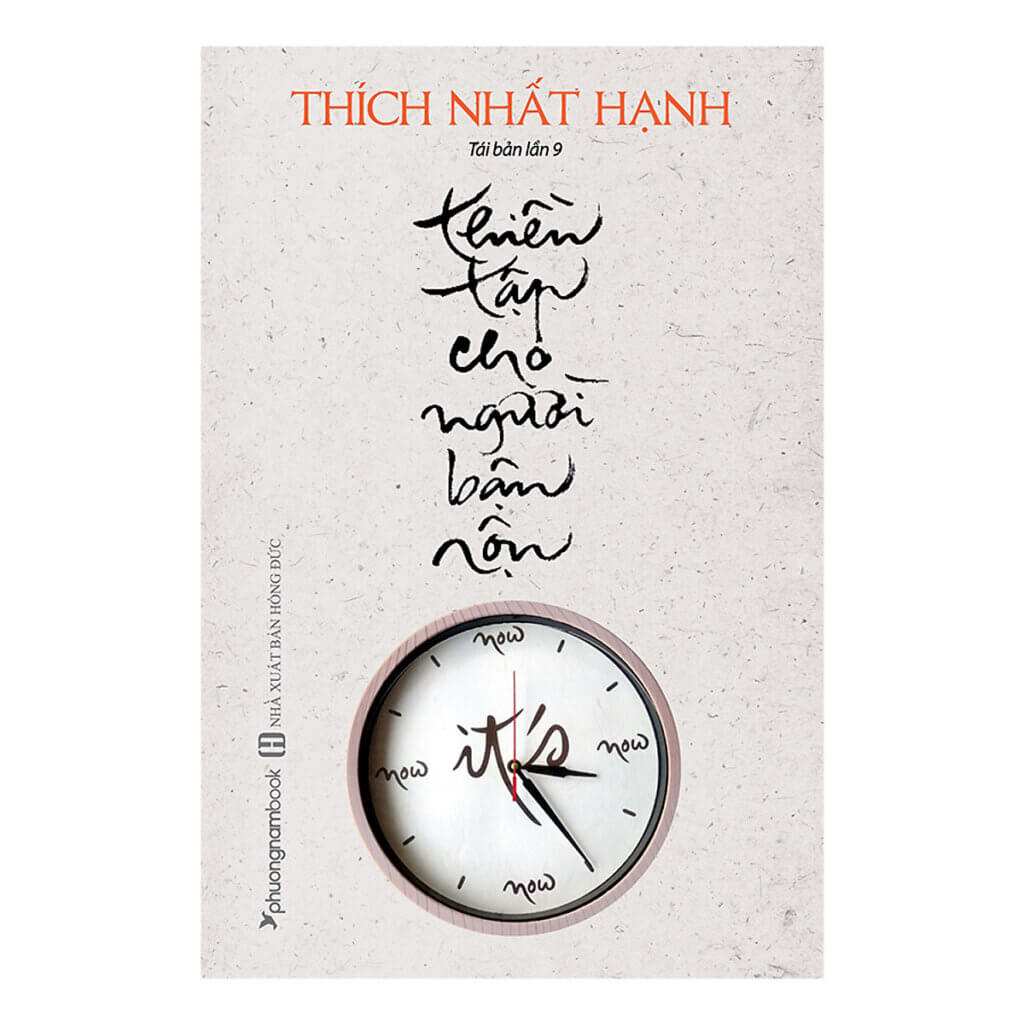 THÍCH NHẤT HẠNH
Tái bản lần 9
thiền
tập
cho
người
bận
rộn
now
it's
now
now
now
phuongnambook
H NHÀ XUẤT BẢN HỒNG ĐỨC